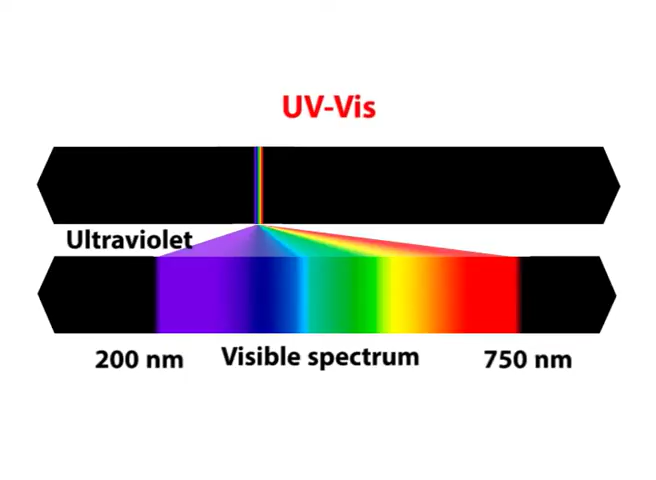 UV-Vis
Ultraviolet
200 nm
Visible spectrum
750 nm